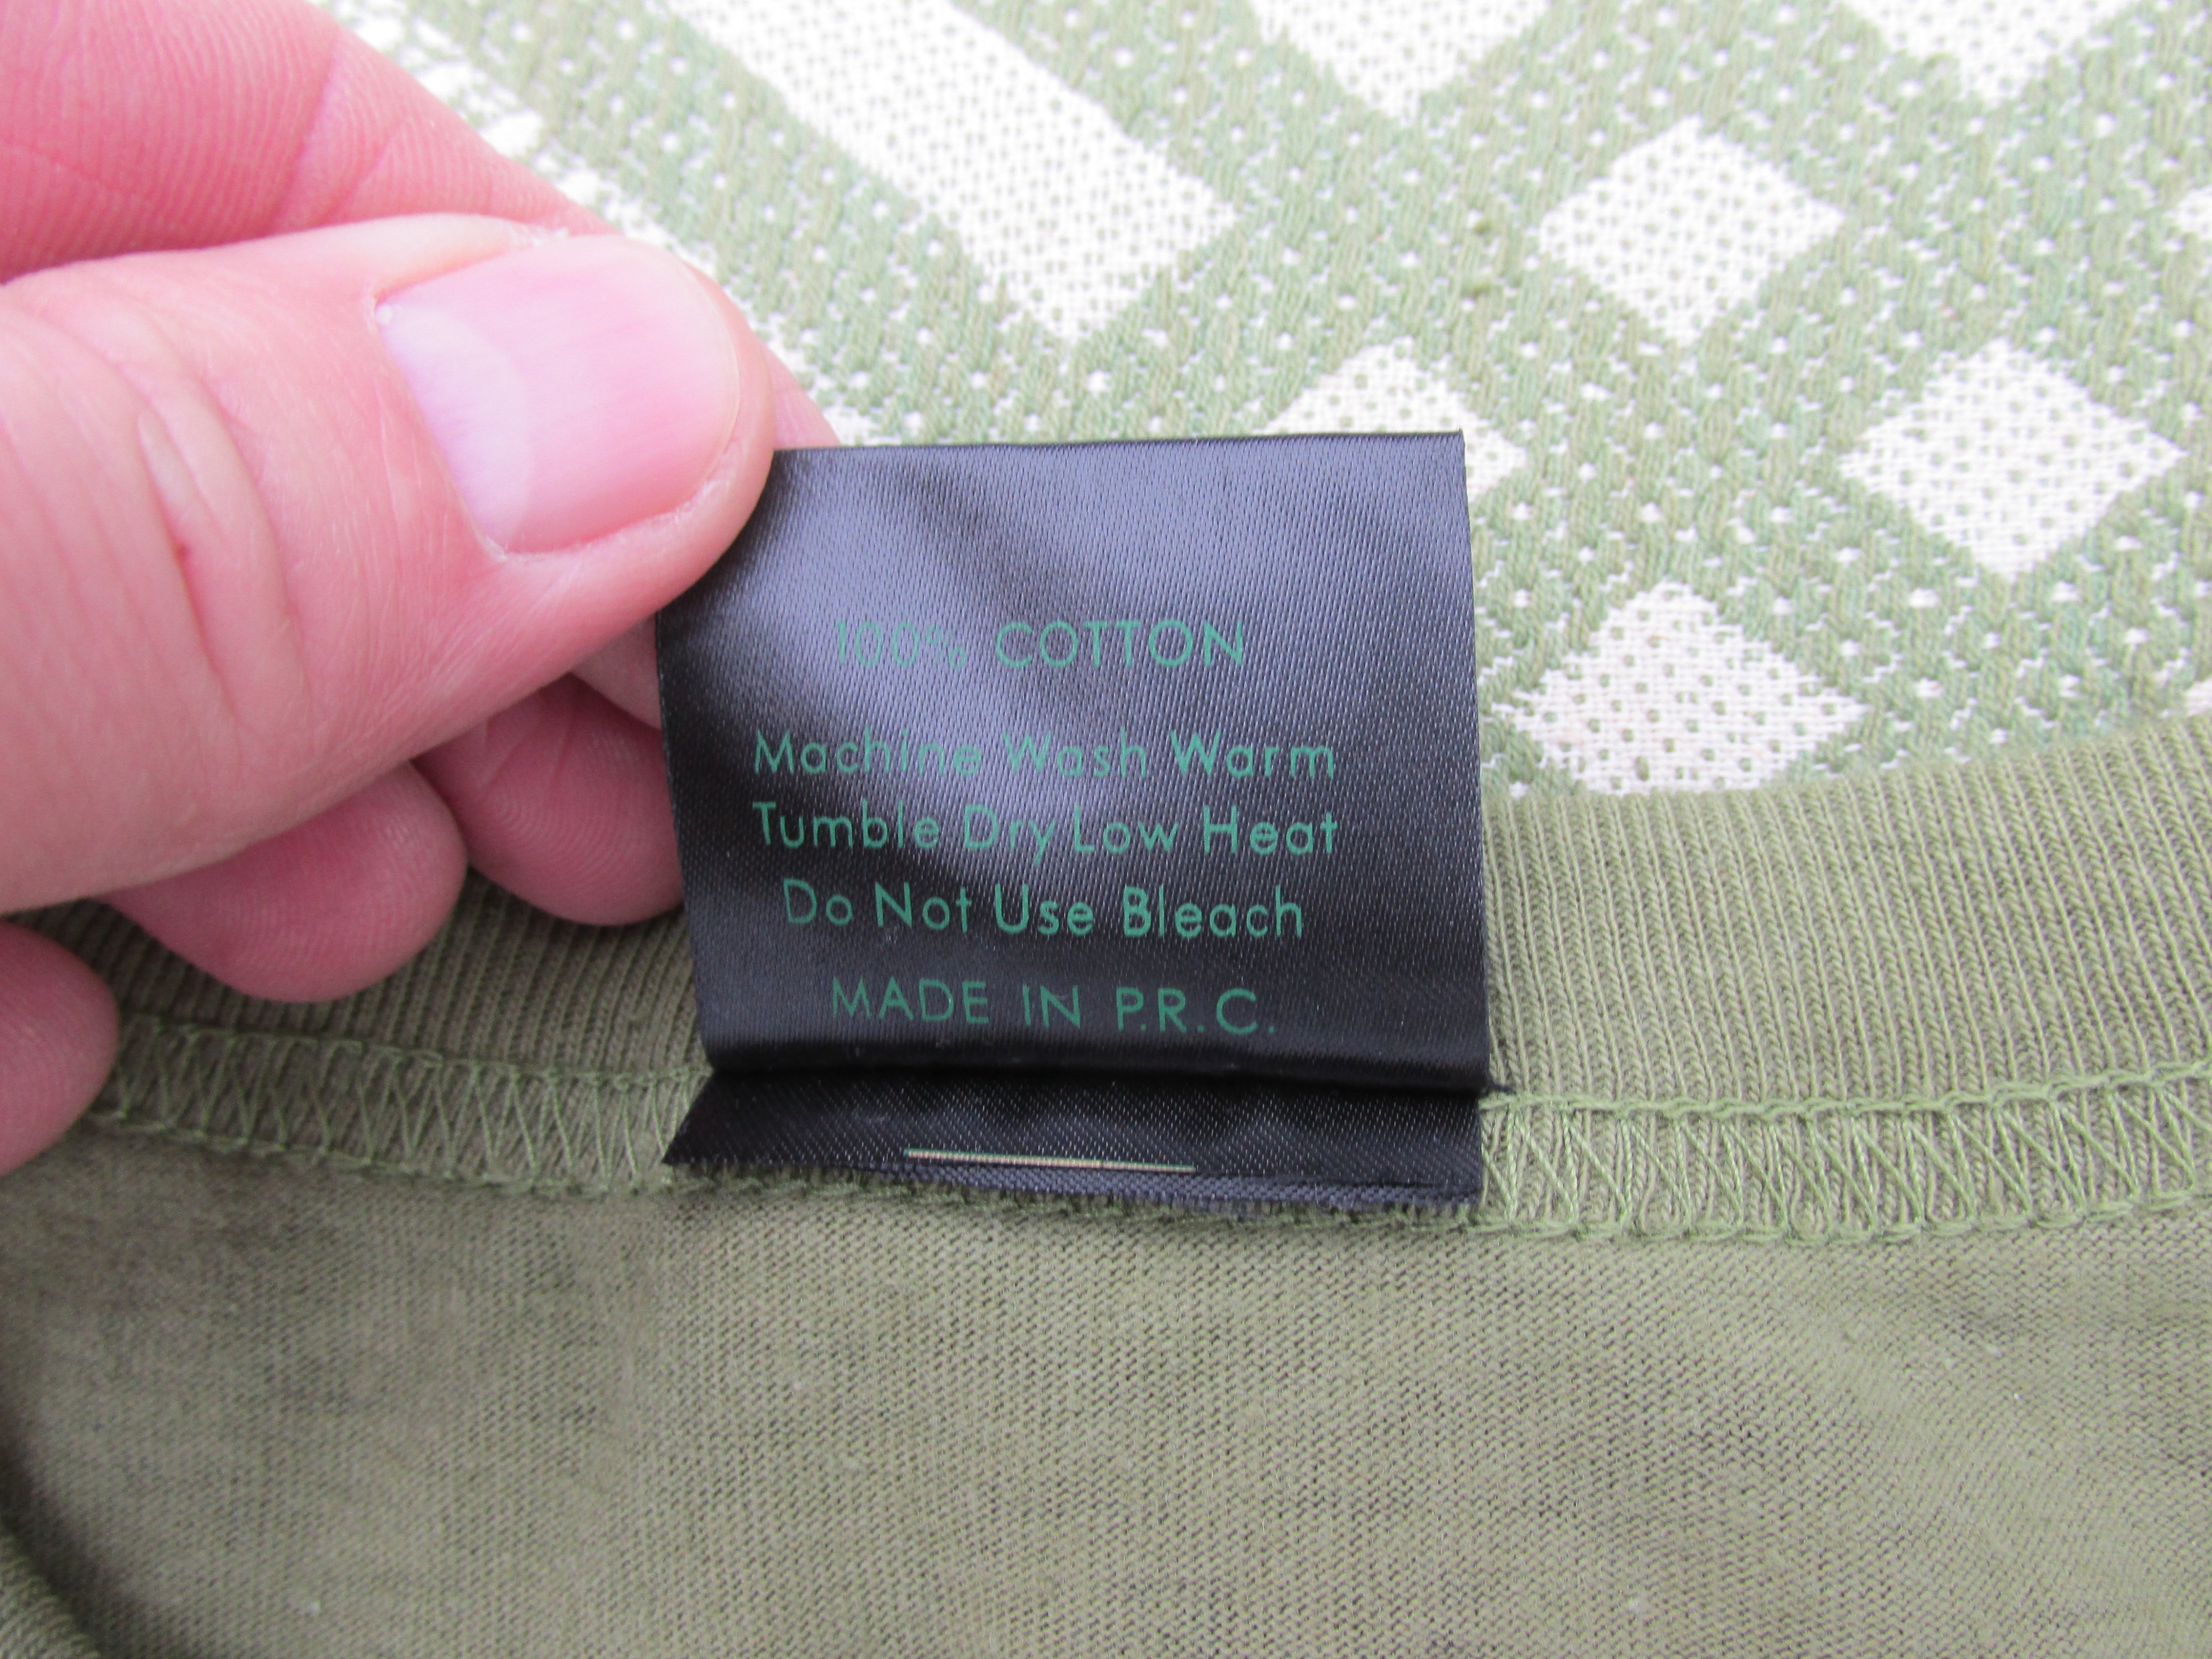 100% COTTON
Machine Wash Warm
Tumble Dry Low Heat
Do Not Use Bleach
MADE IN P.R.C.